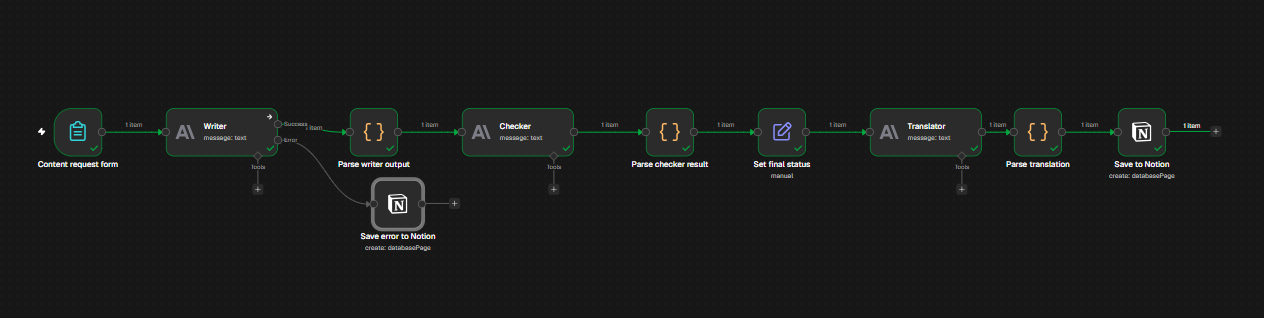 1 item
Success
1 item
Error
1 item
1 item
1 item
1 item
1 item
1 item
1 item
Writer
message: text
Checker
message: text
Translator
message: text
Content request form
Tools
Parse writer output
Tools
Parse checker result
Set final status
manual
Tools
Parse translation
Save to Notion
create: databasePage
Save error to Notion
create: databasePage